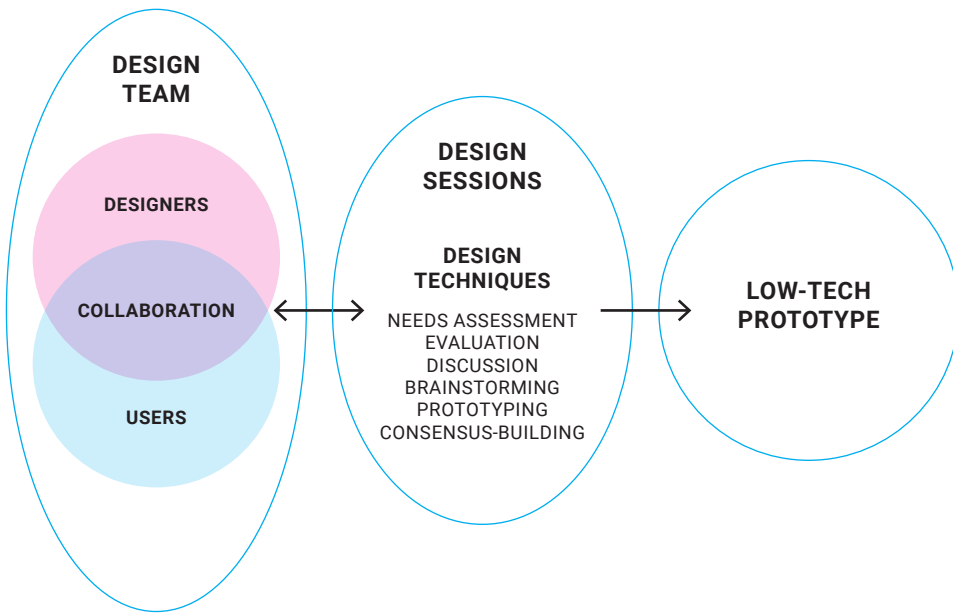 DESIGN
TEAM
DESIGNERS
COLLABORATION
USERS
DESIGN
SESSIONS
DESIGN
TECHNIQUES
NEEDS ASSESSMENT
EVALUATION
DISCUSSION
BRAINSTORMING
PROTOTYPING
CONSENSUS-BUILDING
LOW-TECH
PROTOTYPE